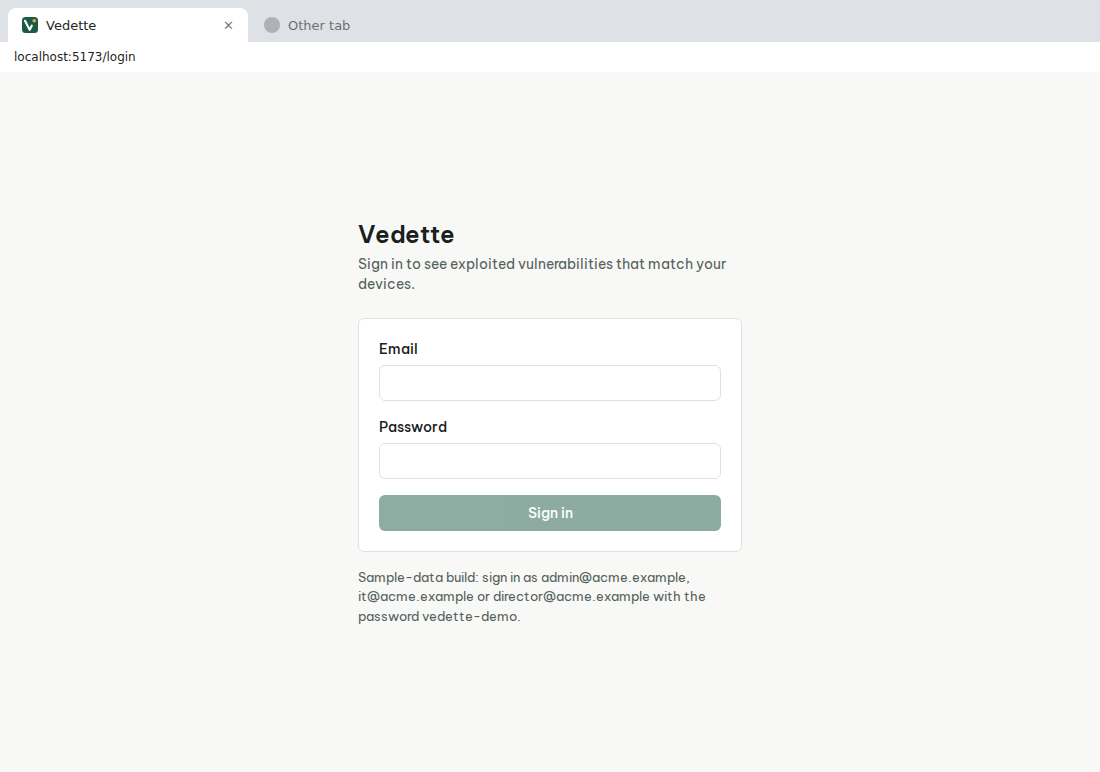 Vedette
Other tab
localhost:5173/login
Vedette
Sign in to see exploited vulnerabilities that match your
devices.
Email
Password
Sign in
Sample-data build: sign in as admin@acme.example,
it@acme.example or director@acme.example with the
password vedette-demo.